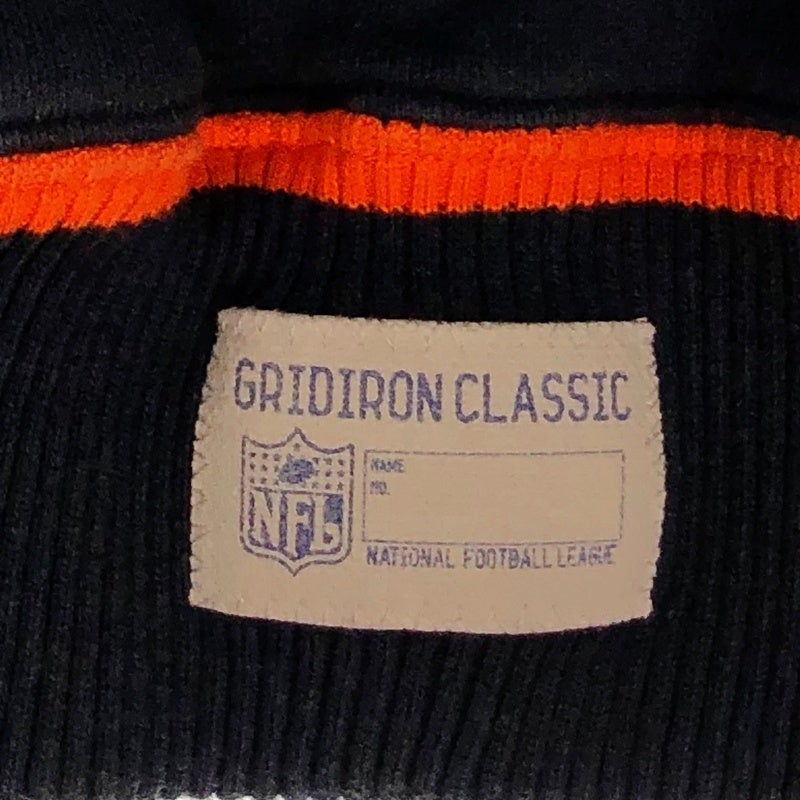 GRIDIRON CLASSIC
NFL
NAME
NO.
NATIONAL FOOTBALL LEAGUE